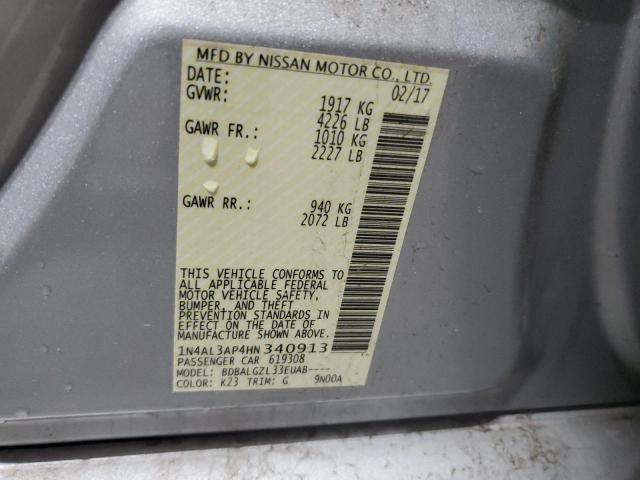 MFD BY NISSAN MOTOR CO., LTD.
DATE: 02/17
GVWR: 1917 KG
4226 LB
GAWR FR.: 1010 KG
2227 LB
GAWR RR.: 940 KG
2072 LB
THIS VEHICLE CONFORMS TO
ALL APPLICABLE FEDERAL
MOTOR VEHICLE SAFETY,
BUMPER, AND THEFT
PREVENTION STANDARDS
IN EFFECT ON THE DATE OF
MANUFACTURE SHOWN ABOVE.
1N4AL3AP4HN340913
PASSENGER CAR 619308
MODEL: BDBALGZL33EUAB----
COLOR: K23 TRIM: G 9N00A